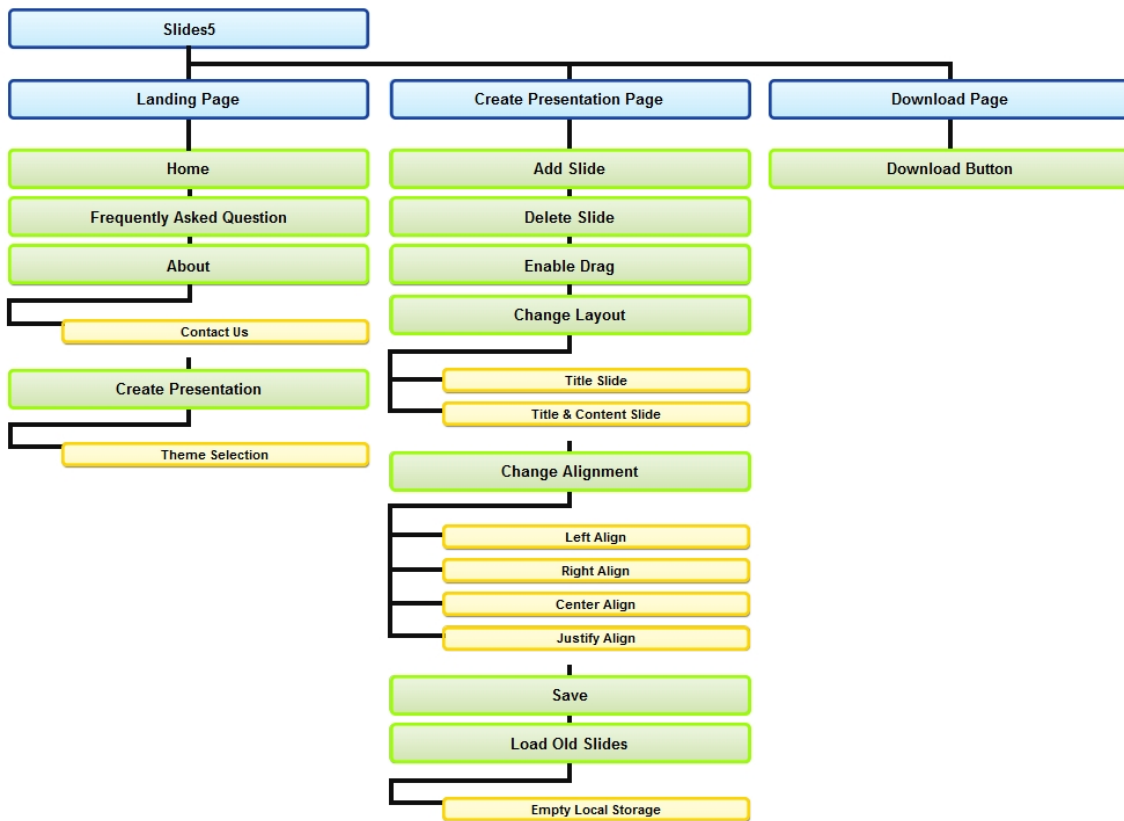 Slides5
Landing Page
Create Presentation Page
Download Page
Home
Frequently Asked Question
About
Contact Us
Create Presentation
Theme Selection
Add Slide
Delete Slide
Enable Drag
Change Layout
Title Slide
Title & Content Slide
Change Alignment
Left Align
Right Align
Center Align
Justify Align
Save
Load Old Slides
Empty Local Storage
Download Button